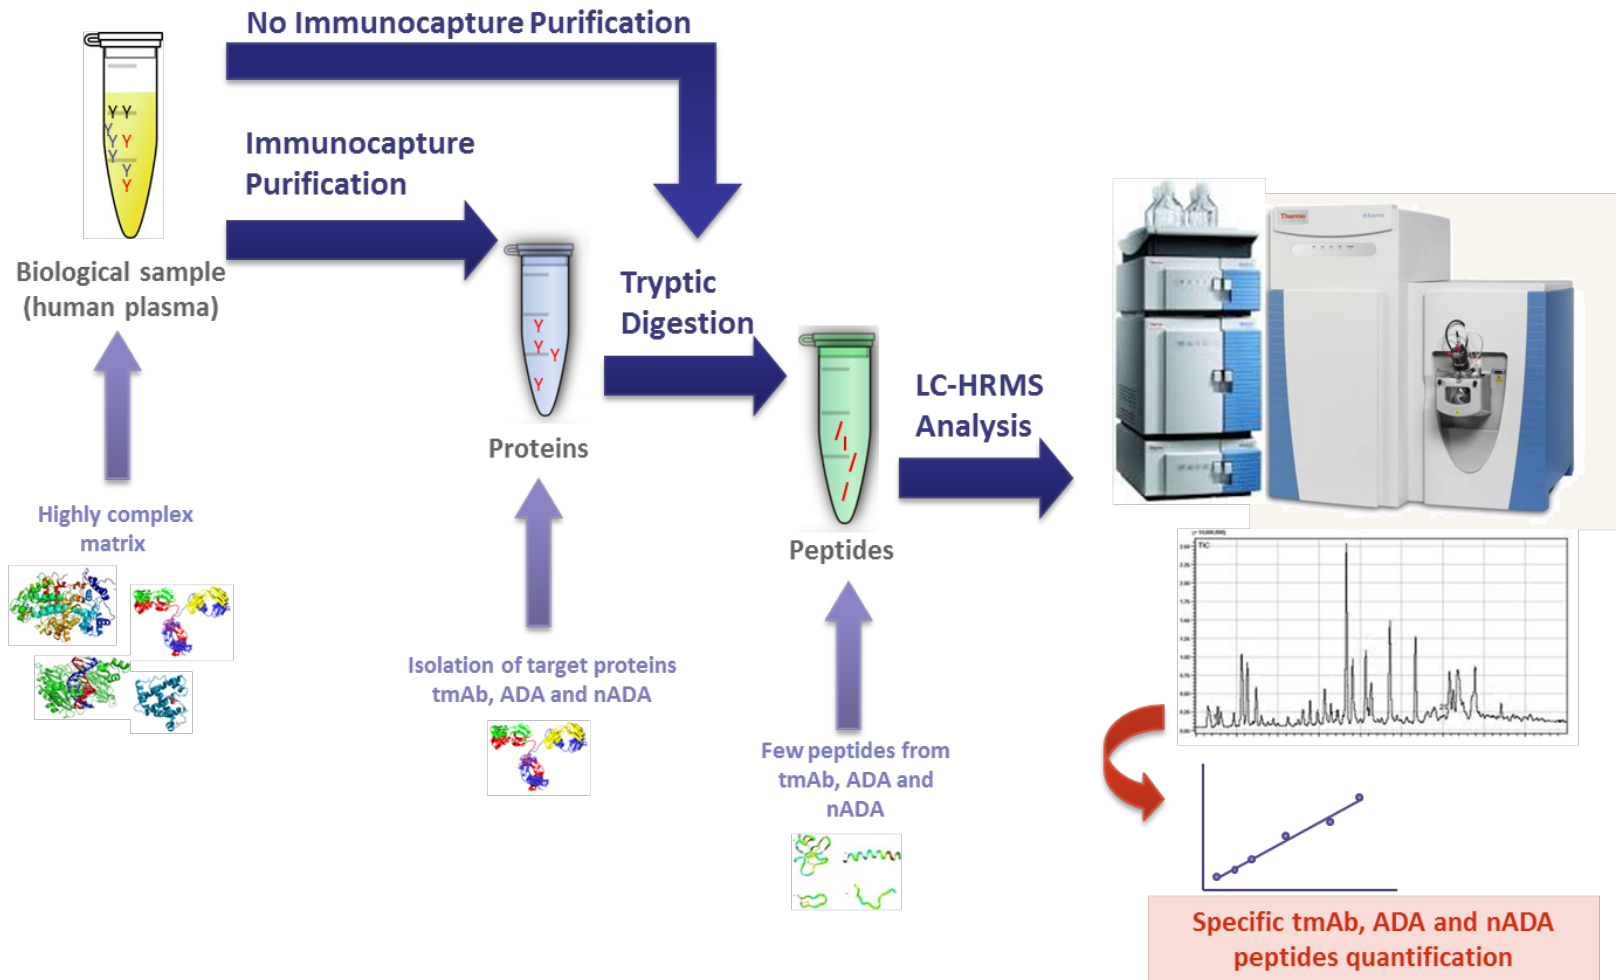 No Immunocapture Purification
Immunocapture
Purification
Biological sample
(human plasma)
Tryptic
Digestion
Proteins
LC-HRMS
Analysis
Peptides
Highly complex
matrix
Isolation of target proteins
tmAb, ADA and nADA
Few peptides from
tmAb, ADA and
nADA
Thermo
TIC
Specific tmAb, ADA and nADA
peptides quantification